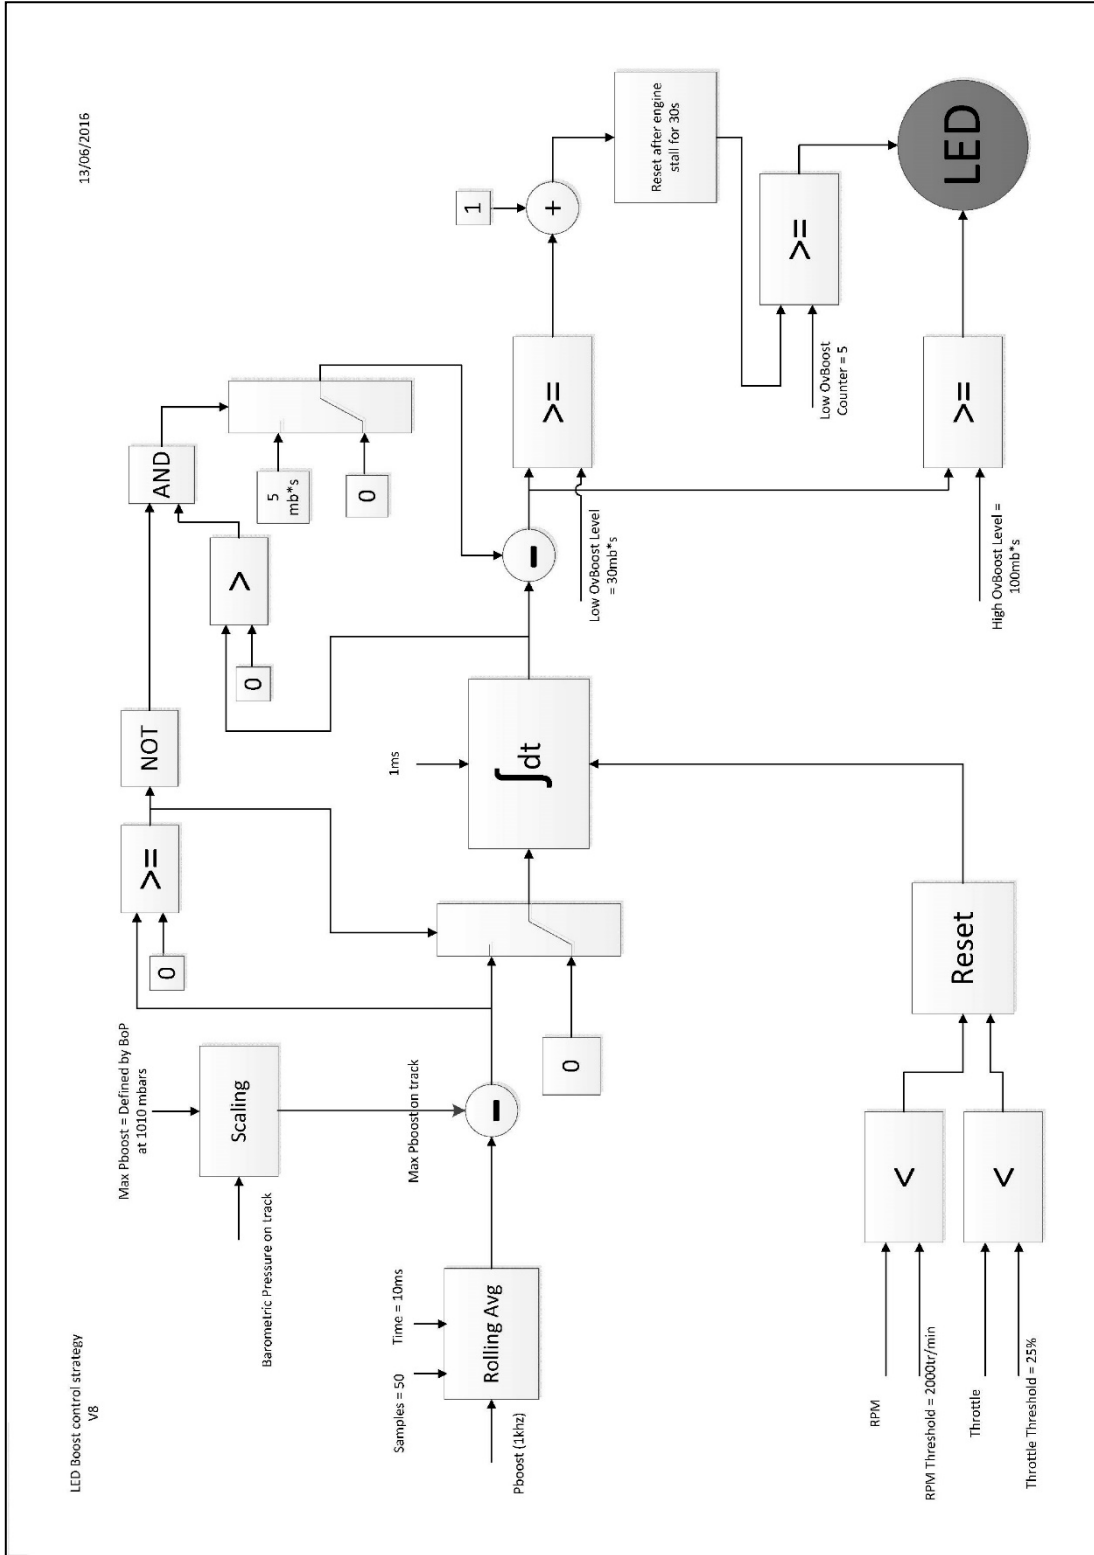 LED Boost control strategy
V8
13/06/2016
Max Pboost = Defined by BoP
at 1010 mbars
Scaling
Barometric Pressure on track
Max Pboost on track
Samples = 50
Time = 10ms
Rolling Avg
Pboost (1khz)
-
0
>=
0
NOT
AND
>
0
5
mb*s
0
1ms
∫dt
-
Low OvBoost Level
= 30mb*s
>=
1
+
Reset after engine
stall for 30s
>=
Low OvBoost
Counter = 5
High OvBoost Level =
100mb*s
>=
LED
RPM
RPM Threshold = 2000tr/min
<
Throttle
Throttle Threshold = 25%
<
Reset